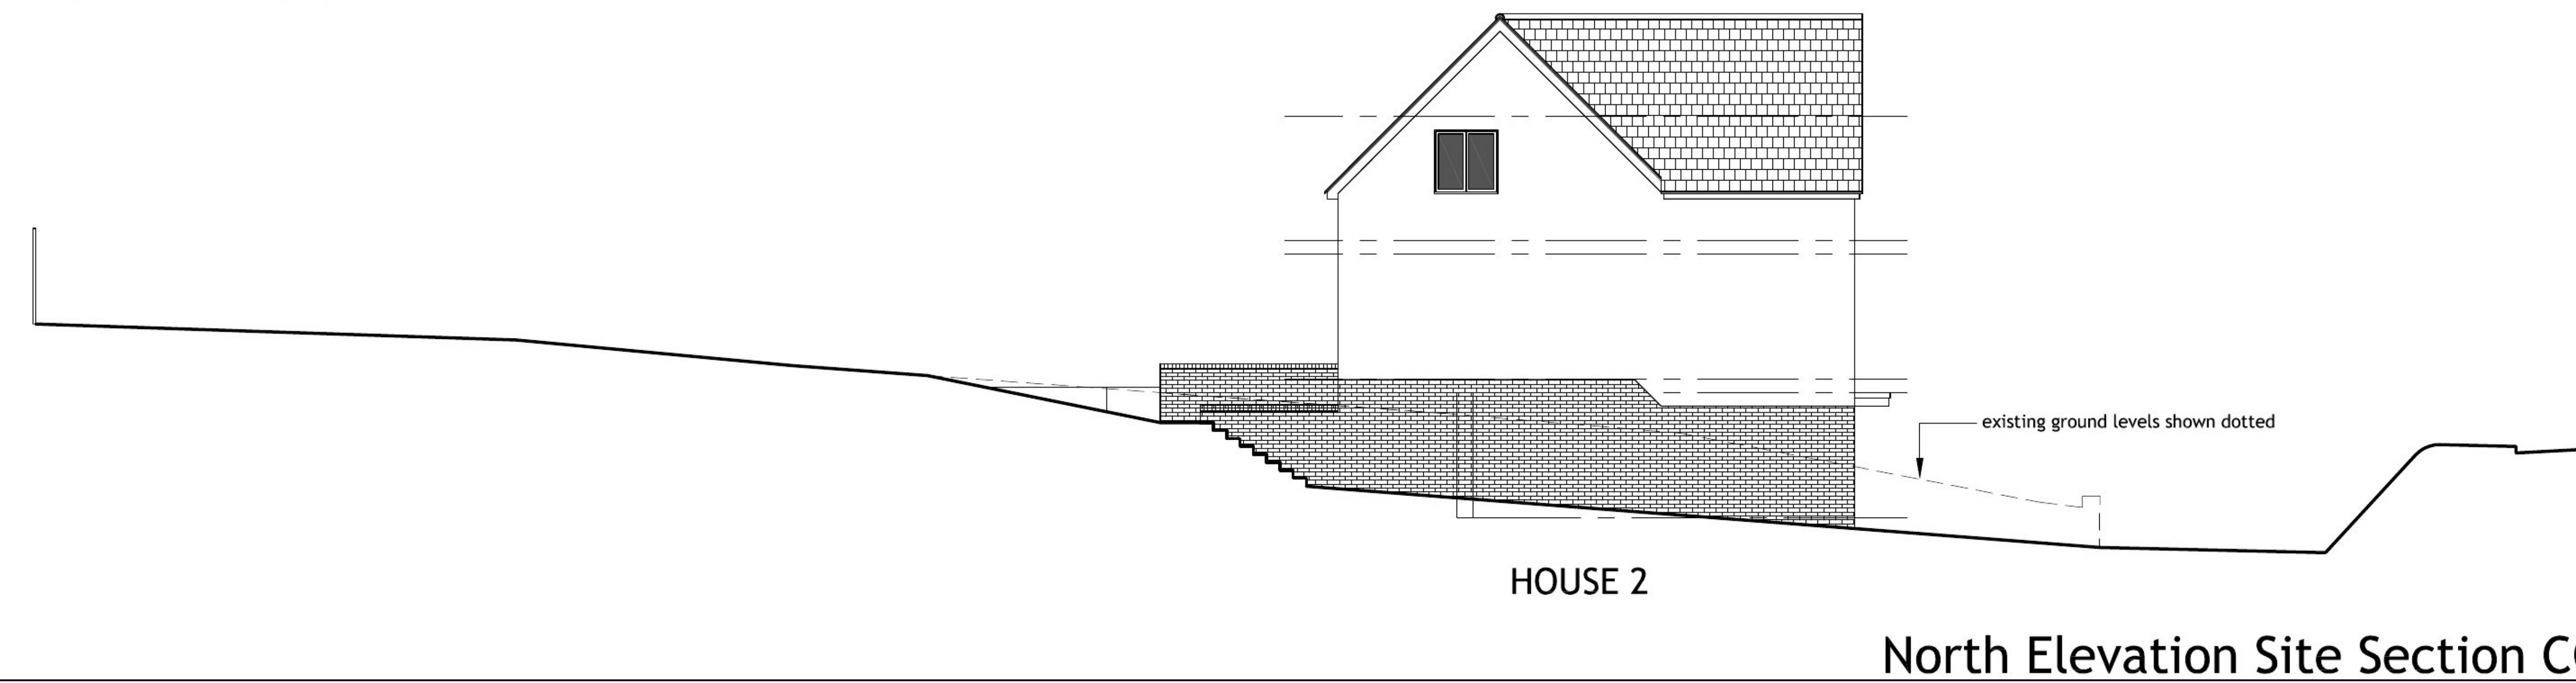 existing ground levels shown dotted
HOUSE 2
North Elevation Site Section